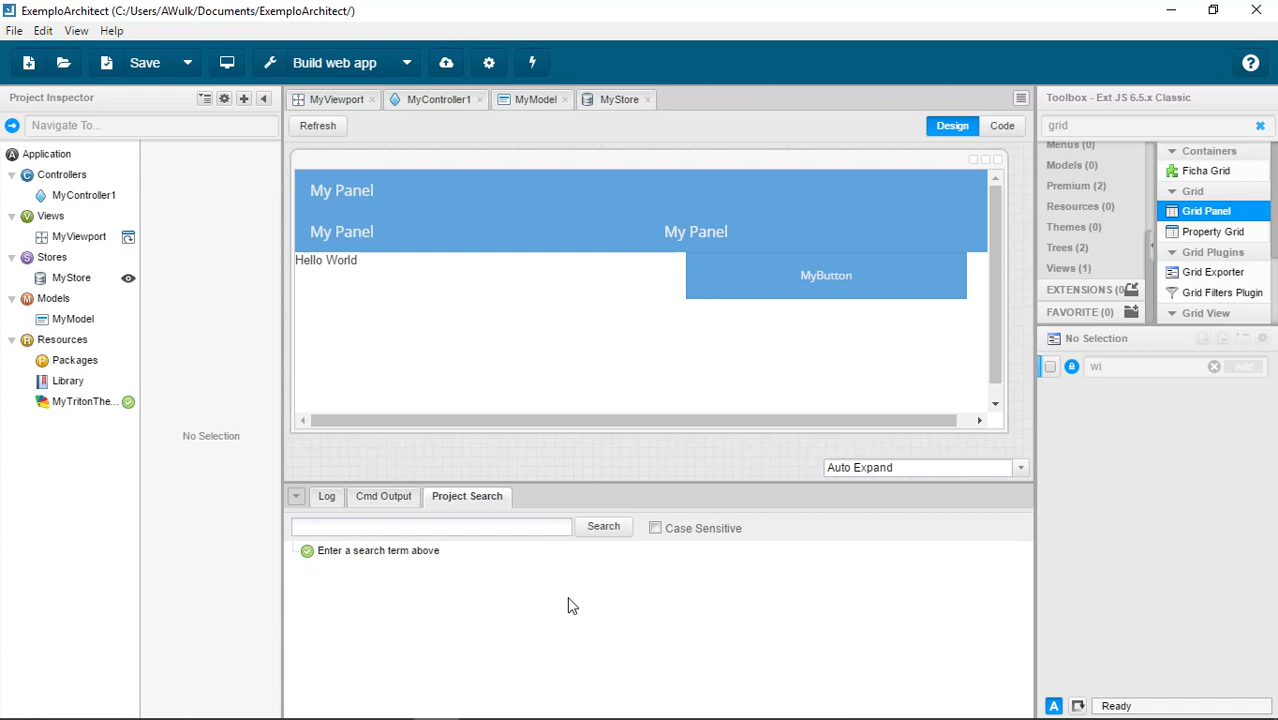 ExemploArchitect (C:/Users/AWulk/Documents/ExemploArchitect/)
File Edit View Help
Save Build web app
Project Inspector
Navigate To...
Application
Controllers
MyController1
Views
MyViewport
Stores
MyStore
Models
MyModel
Resources
Packages
Library
MyTritonThe...
No Selection
MyViewport MyController1 MyModel MyStore
Refresh Design Code
My Panel
My Panel My Panel
Hello World MyButton
Auto Expand
Log Cmd Output Project Search
Search Case Sensitive
Enter a search term above
Toolbox - Ext JS 6.5.x Classic
grid
Menus (0)
Models (0)
Premium (2)
Resources (0)
Themes (0)
Trees (2)
Views (1)
EXTENSIONS (0
FAVORITE (0)
Containers
Ficha Grid
Grid
Grid Panel
Property Grid
Grid Plugins
Grid Exporter
Grid Filters Plugin
Grid View
No Selection
wi Add
A Ready